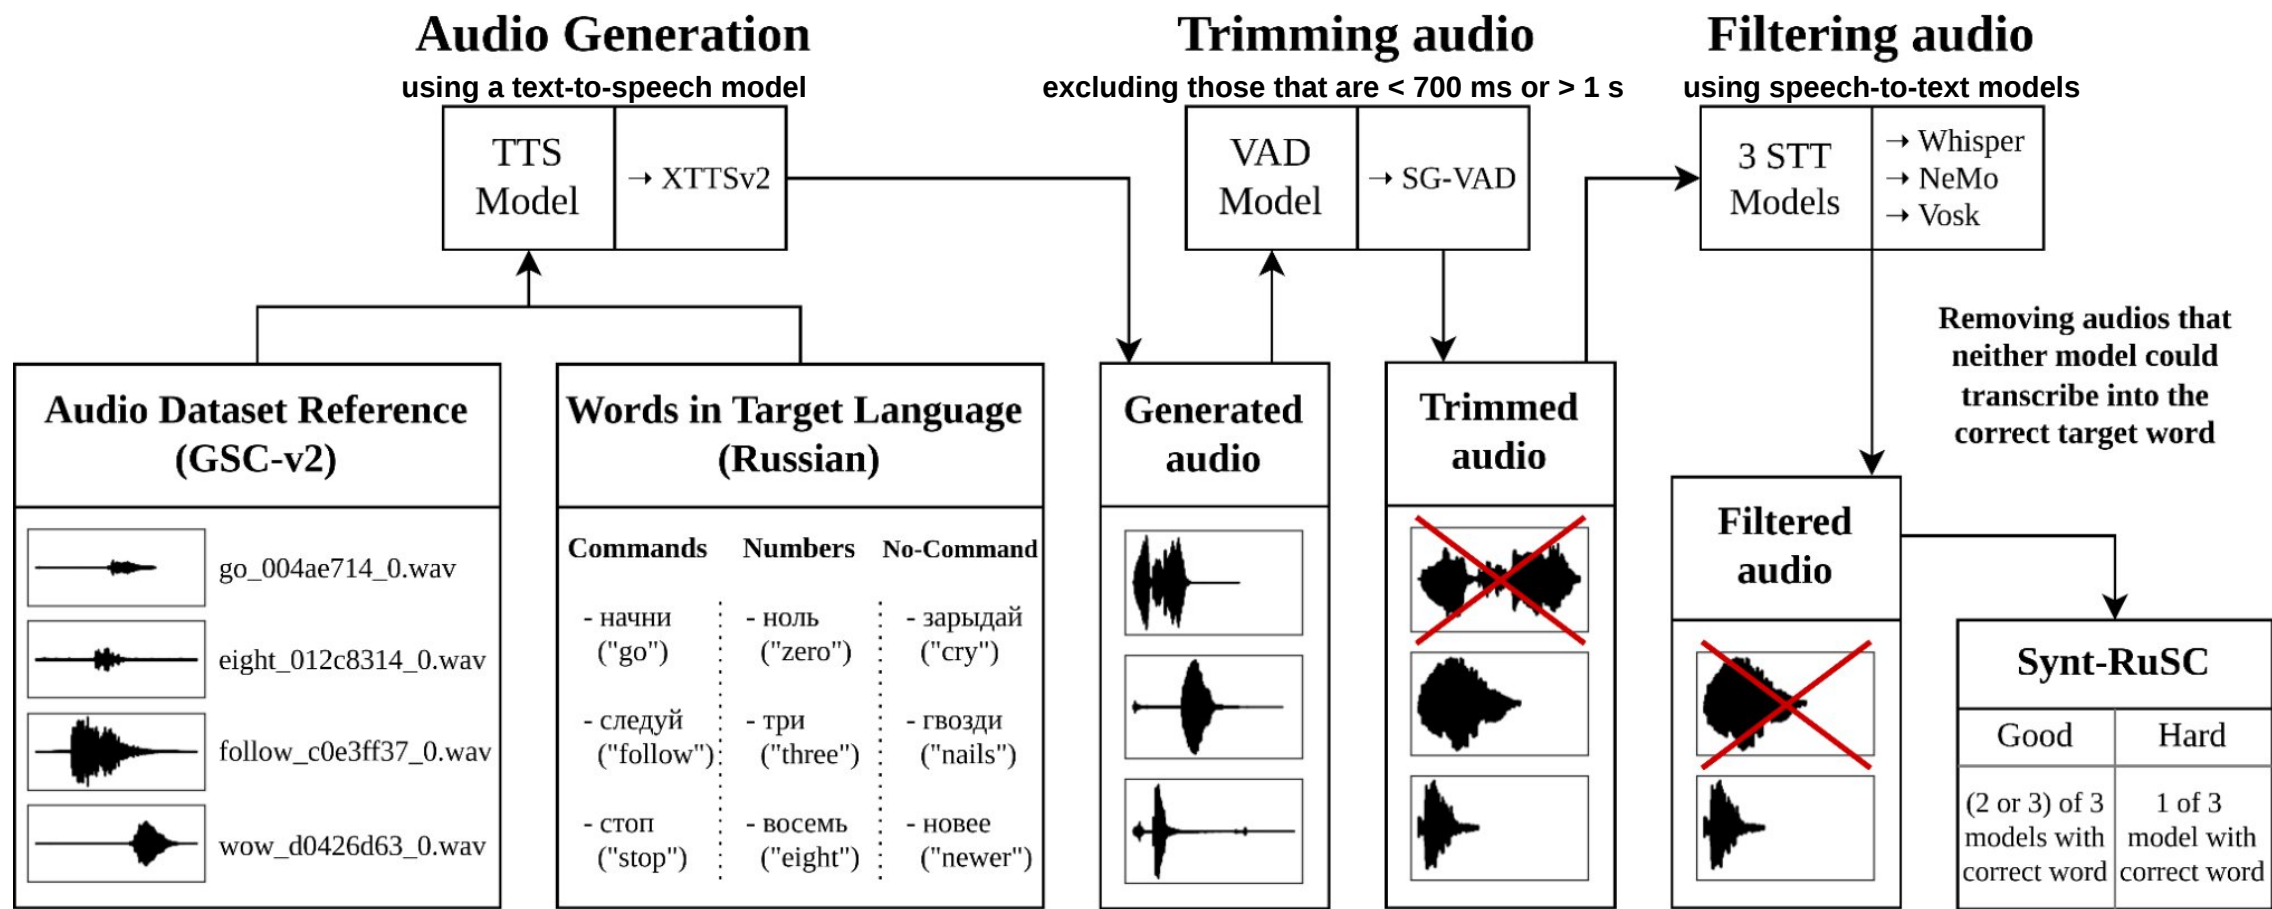 Audio Generation
using a text-to-speech model
TTS
Model
→ XTTSv2
Trimming audio
excluding those that are < 700 ms or > 1 s
VAD
Model
→ SG-VAD
Filtering audio
using speech-to-text models
3 STT
Models
→ Whisper
→ NeMo
→ Vosk
Removing audios that
neither model could
transcribe into the
correct target word
Audio Dataset Reference
(GSC-v2)
go_004ae714_0.wav
eight_012c8314_0.wav
follow_c0e3ff37_0.wav
wow_d0426d63_0.wav
Words in Target Language
(Russian)
Commands
- начни
("go")
- следуй
("follow")
- стоп
("stop")
Numbers
- ноль
("zero")
- три
("three")
- восемь
("eight")
No-Command
- зарыдай
("cry")
- гвозди
("nails")
- новее
("newer")
Generated
audio
Trimmed
audio
Filtered
audio
Synt-RuSC
Good
(2 or 3) of 3
models with
correct word
Hard
1 of 3
model with
correct word